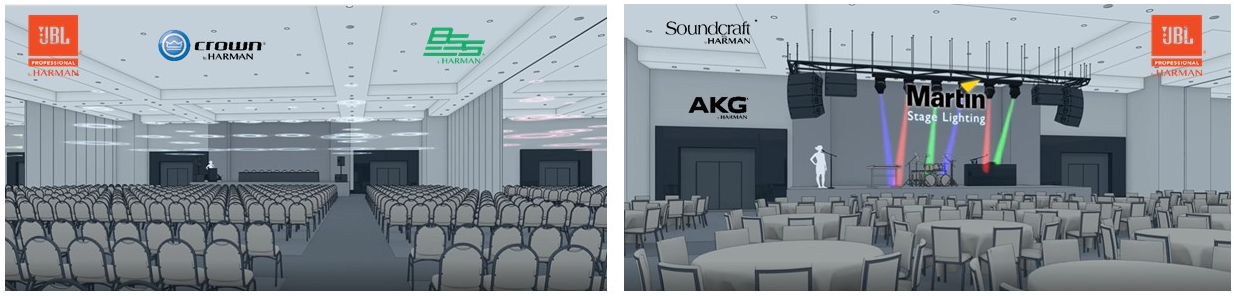 JBL
PROFESSIONAL
by HARMAN
crown®
by HARMAN
BSS®
by HARMAN
Soundcraft
by HARMAN
AKG
by HARMAN
Martin
Stage Lighting
JBL
PROFESSIONAL
by HARMAN